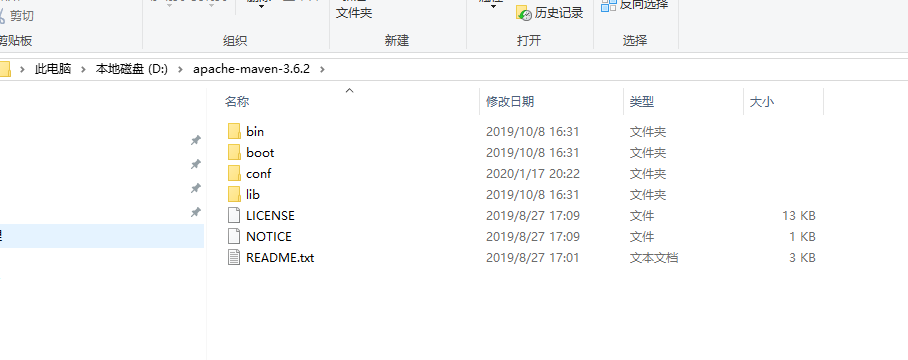 剪切
文件夹
历史记录
反向选择
剪贴板
组织
新建
打开
选择
此电脑 本地磁盘 (D:) apache-maven-3.6.2
名称 修改日期 类型 大小
bin 2019/10/8 16:31 文件夹
boot 2019/10/8 16:31 文件夹
conf 2020/1/17 20:22 文件夹
lib 2019/10/8 16:31 文件夹
LICENSE 2019/8/27 17:09 文件 13 KB
NOTICE 2019/8/27 17:09 文件 1 KB
README.txt 2019/8/27 17:01 文本文档 3 KB